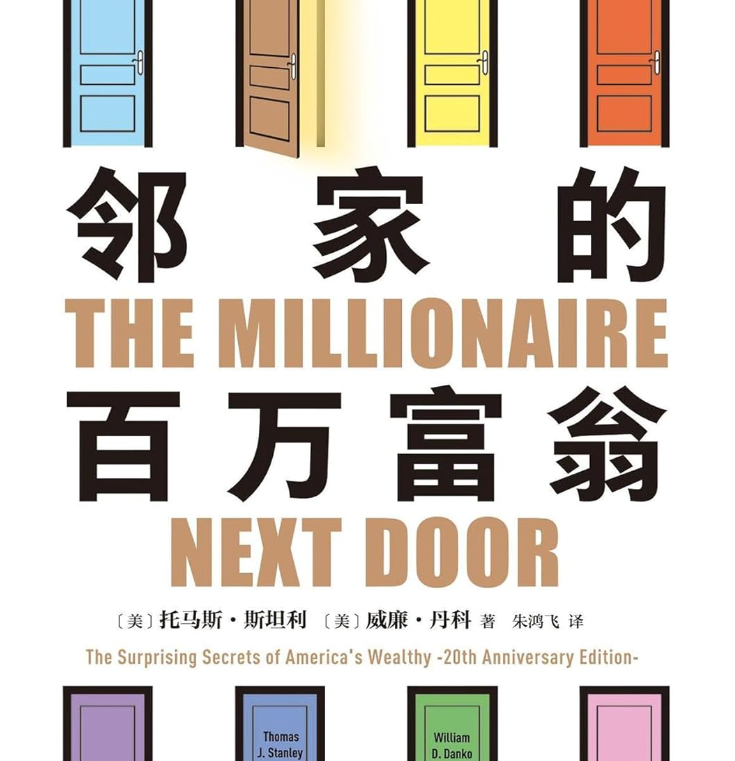 邻家的
THE MILLIONAIRE
百万富翁
NEXT DOOR
〔美〕托马斯·斯坦利 〔美〕威廉·丹科 著 朱鸿飞 译
The Surprising Secrets of America's Wealthy -20th Anniversary Edition-
Thomas
J. Stanley
William
D. Danko